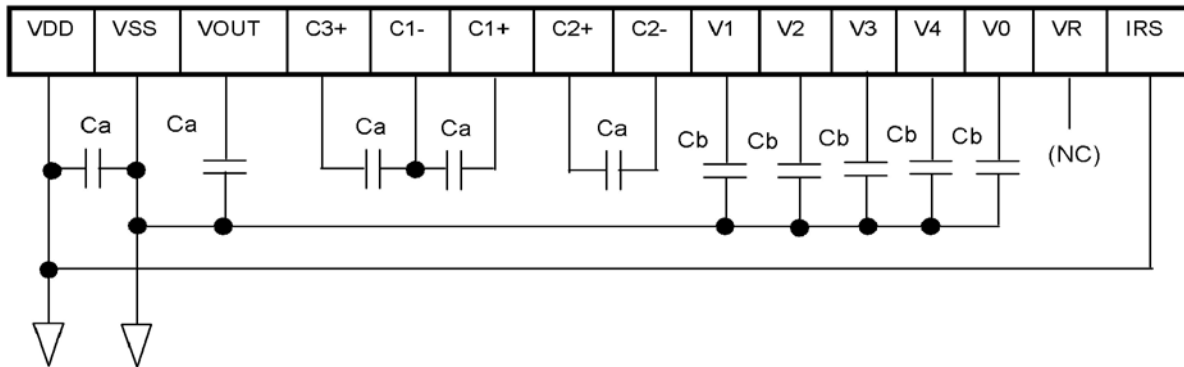 VDD VSS VOUT C3+ C1- C1+ C2+ C2- V1 V2 V3 V4 V0 VR IRS
Ca Ca Ca Ca Ca Cb Cb Cb Cb Cb (NC)